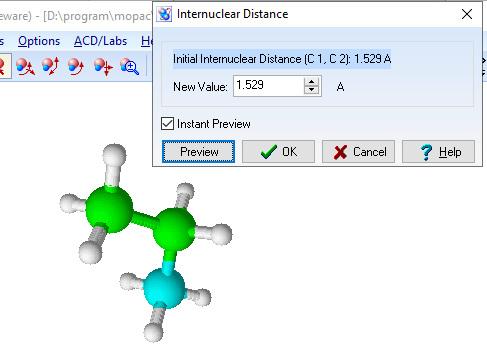 eware) - [D:\program\mopac
Internuclear Distance
s Options ACD/Labs He
Initial Internuclear Distance (C 1, C 2): 1.529 A
New Value: 1.529 A
Instant Preview
Preview OK Cancel Help